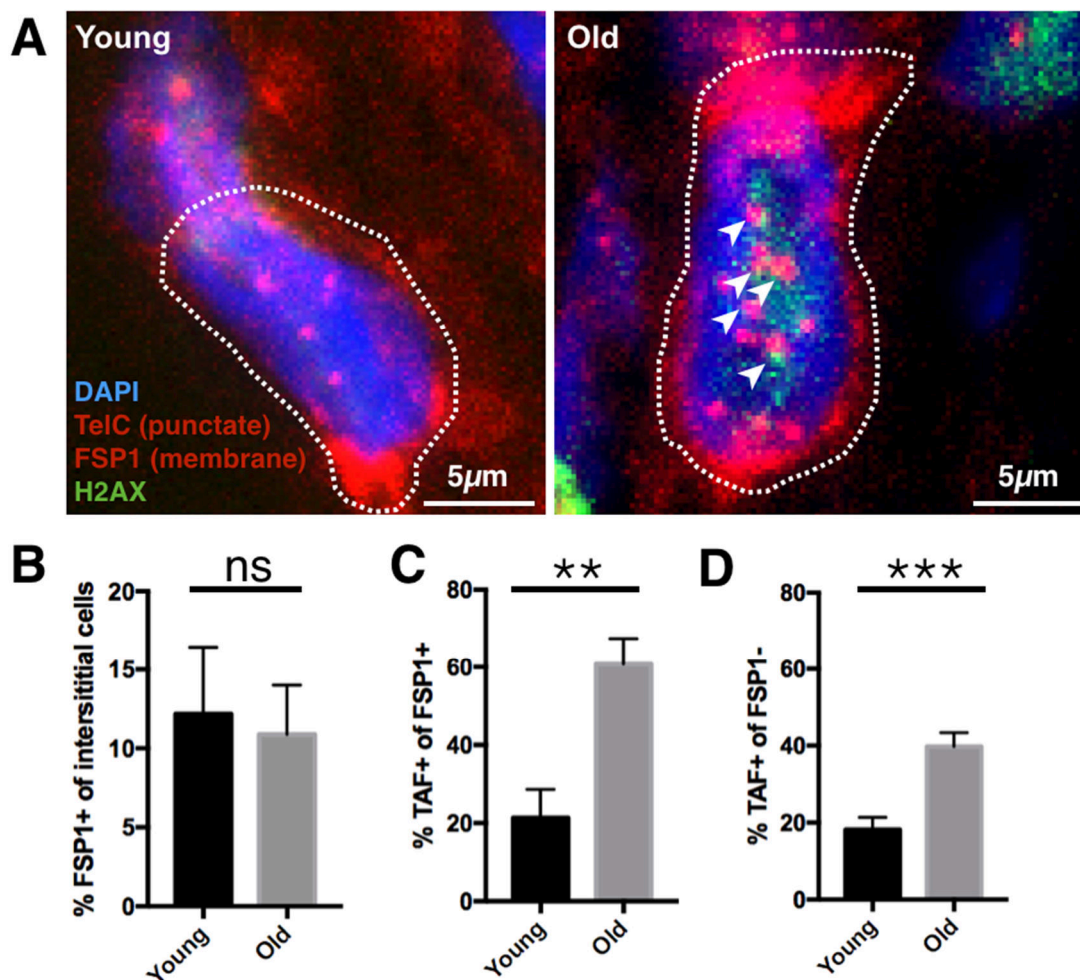 A
Young
Old
DAPI
TelC (punctate)
FSP1 (membrane)
H2AX
5µm
5µm
B
ns
% FSP1+ of intersititial cells
20
15
10
5
0
Young
Old
C
**
% TAF+ of FSP1+
80
60
40
20
0
Young
Old
D
***
% TAF+ of FSP1-
80
60
40
20
0
Young
Old